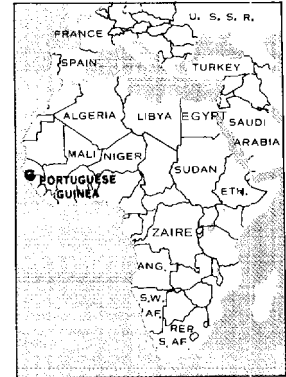 U. S. S. R.
FRANCE
SPAIN
TURKEY
ALGERIA
LIBYA
EGYPT
SAUDI
ARABIA
MALI
NIGER
SUDAN
PORTUGUESE
GUINEA
ETH.
ZAIRE
ANG.
S.W.
AF.
REP.
S. AF.